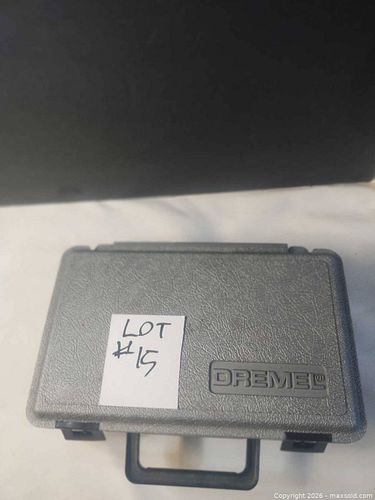 LOT
#15
DREMEL®
Copyright 2026 - maxsold.com